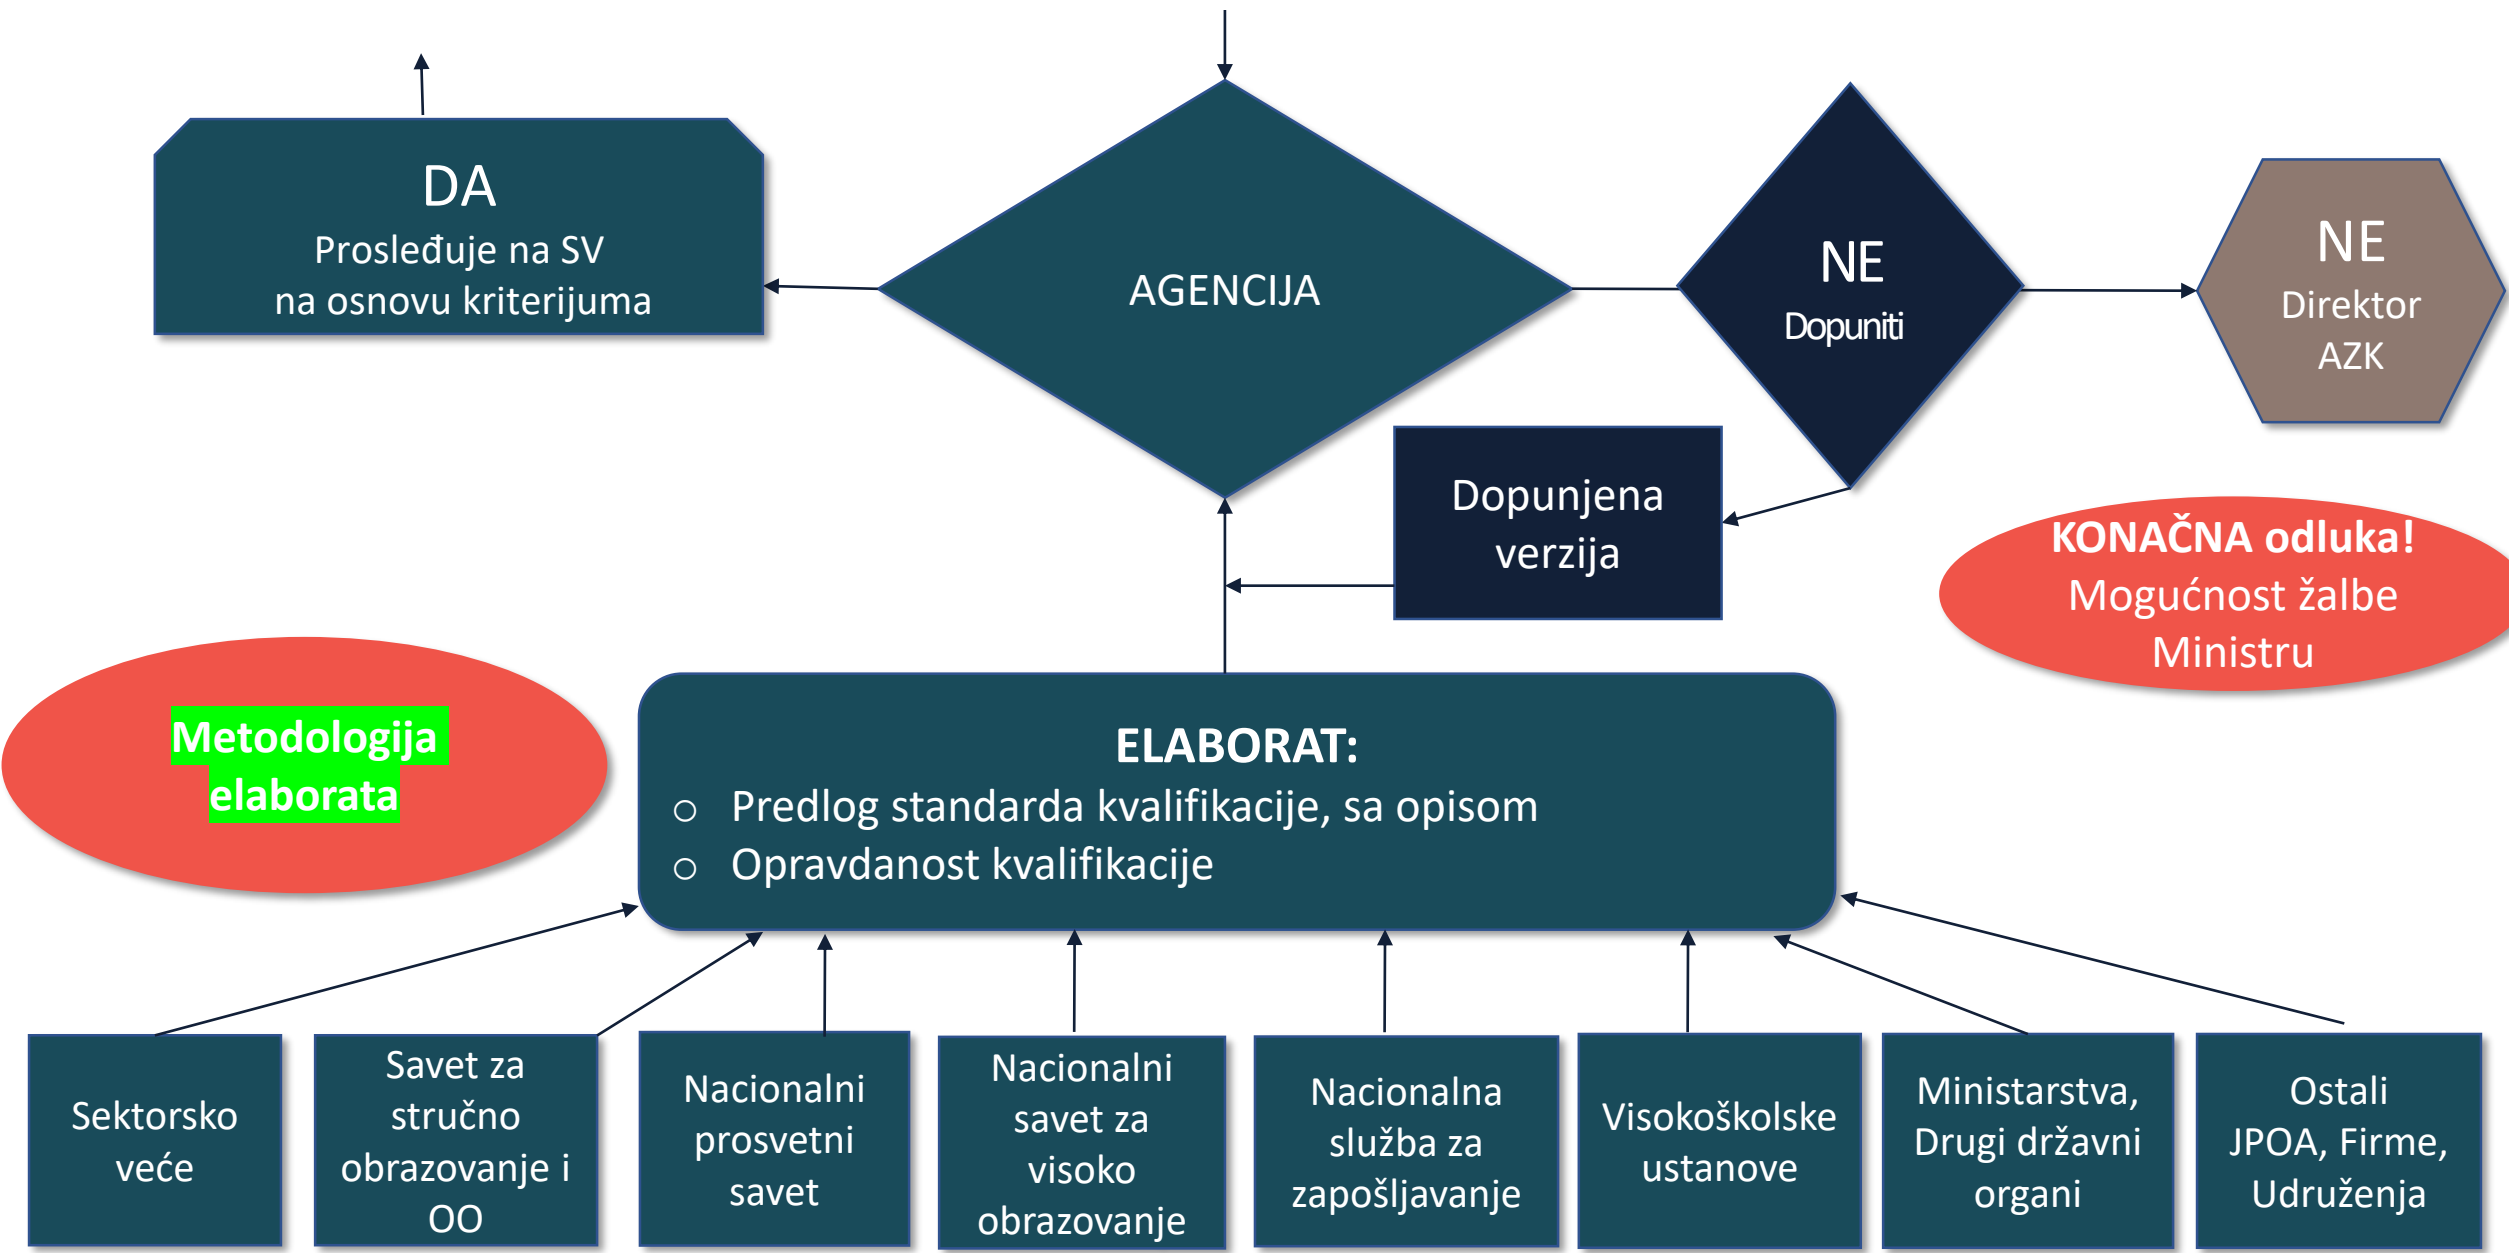 DA
Prosleđuje na SV
na osnovu kriterijuma
AGENCIJA
NE
Dopuniti
NE
Direktor
AZK
Dopunjena
verzija
KONAČNA odluka!
Mogućnost žalbe
Ministru
Metodologija
elaborata
ELABORAT:
o Predlog standarda kvalifikacije, sa opisom
o Opravdanost kvalifikacije
Sektorsko
veće
Savet za
stručno
obrazovanje i
OO
Nacionalni
prosvetni
savet
Nacionalni
savet za
visoko
obrazovanje
Nacionalna
služba za
zapošljavanje
Visokoškolske
ustanove
Ministarstva,
Drugi državni
organi
Ostali
JPOA, Firme,
Udruženja